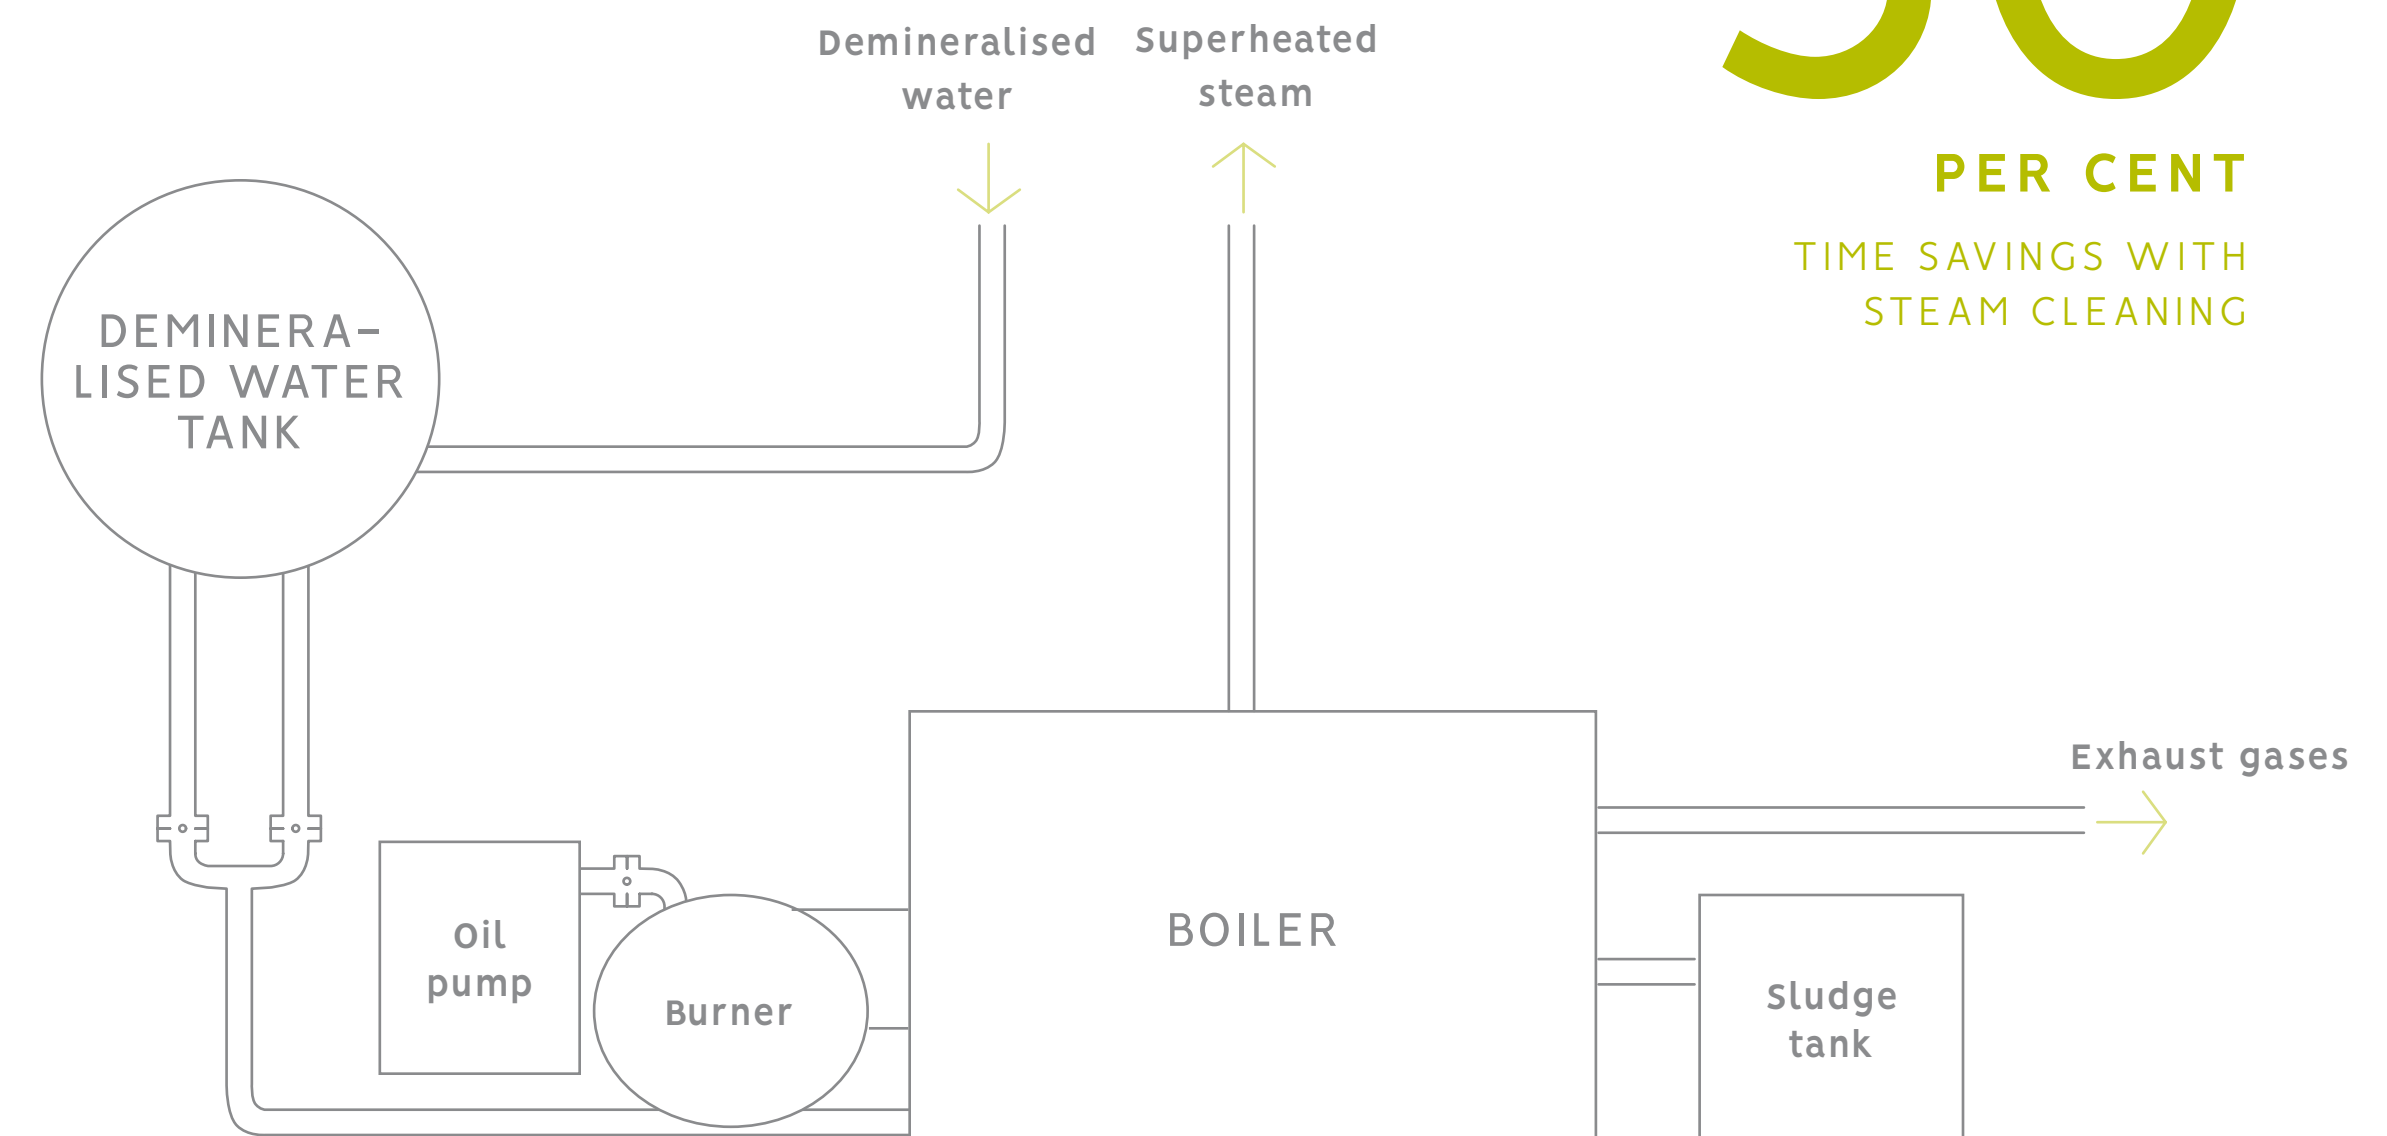 Demineralised
water
Superheated
steam
PER CENT
TIME SAVINGS WITH
STEAM CLEANING
DEMINERA-
LISED WATER
TANK
Exhaust gases
Oil
pump
Burner
BOILER
Sludge
tank